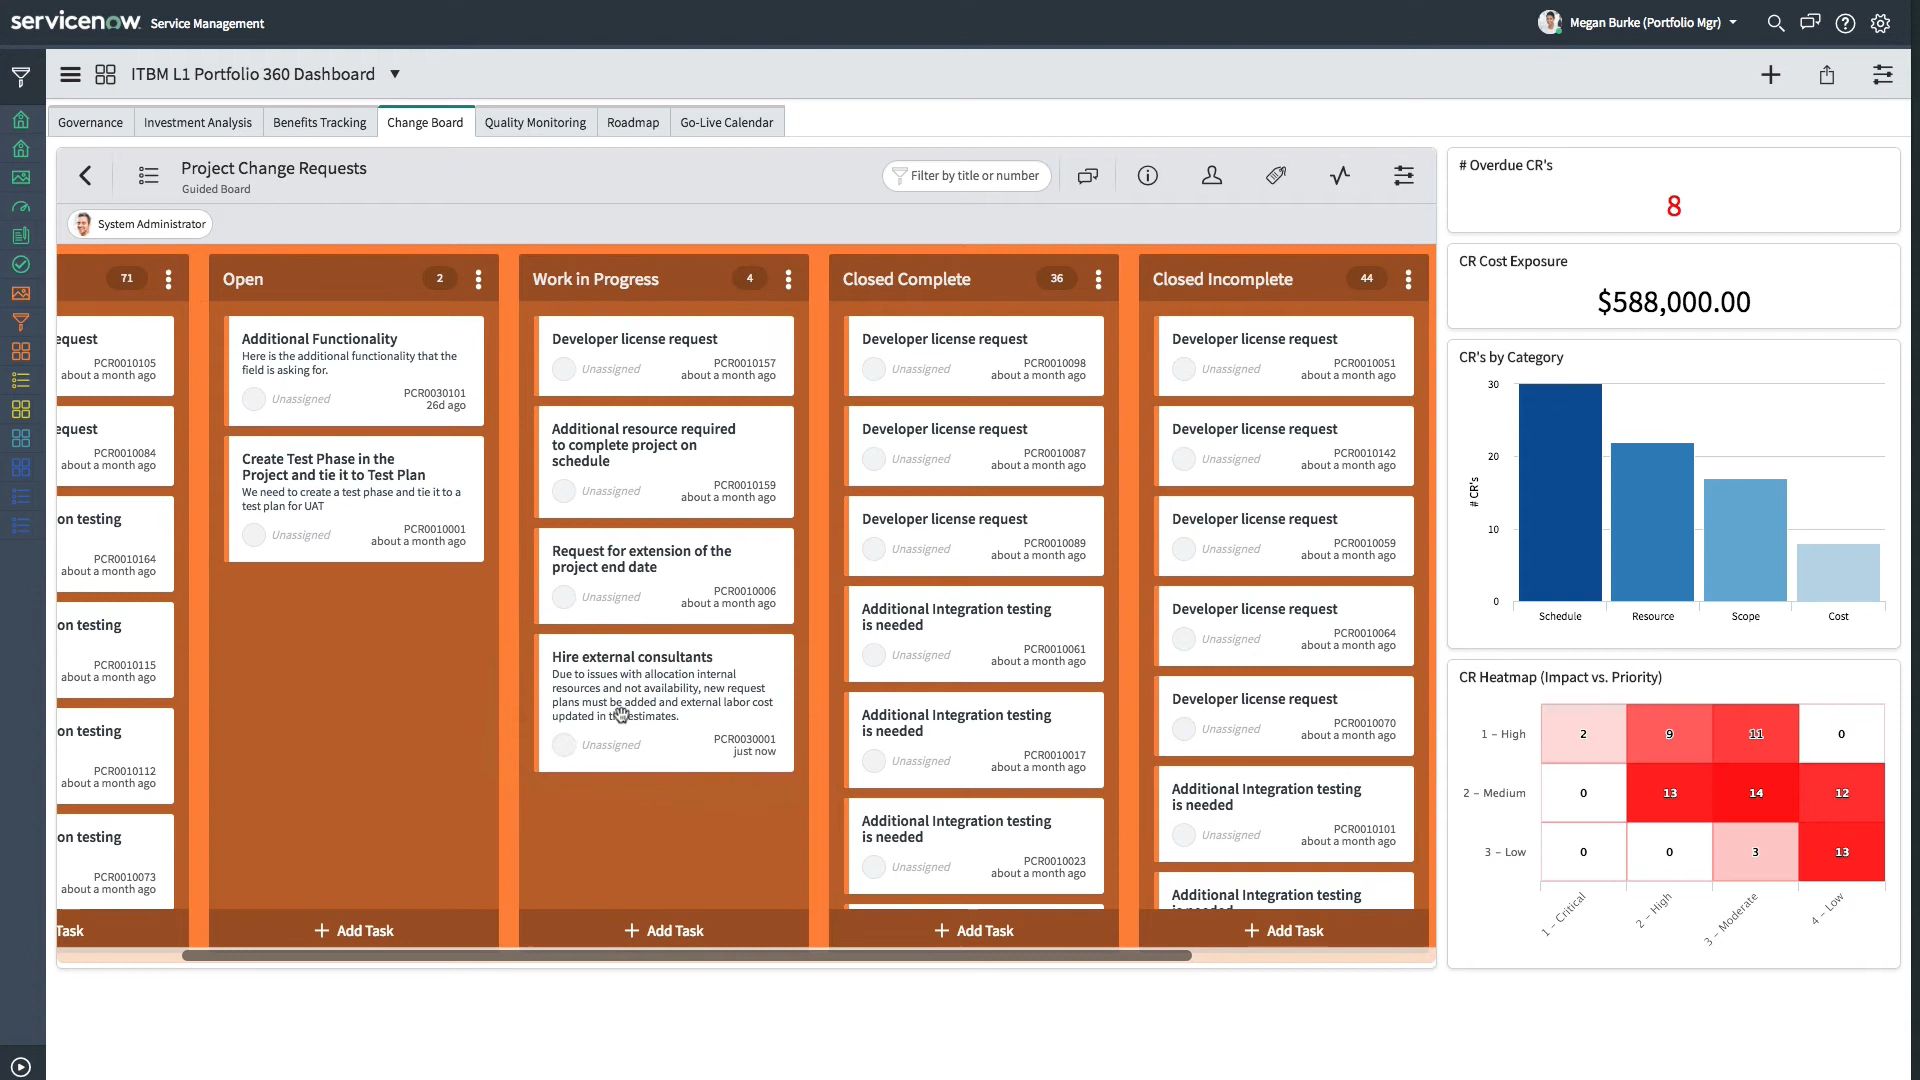 servicenow Service Management
Megan Burke (Portfolio Mgr)
ITBM L1 Portfolio 360 Dashboard
Governance
Investment Analysis
Benefits Tracking
Change Board
Quality Monitoring
Roadmap
Go-Live Calendar
Project Change Requests
Guided Board
Filter by title or number
System Administrator
71
equest
PCR0010105
about a month ago
equest
PCR0010084
about a month ago
on testing
PCR0010164
about a month ago
on testing
PCR0010115
about a month ago
on testing
PCR0010112
about a month ago
on testing
PCR0010073
about a month ago
Task
Open
2
Additional Functionality
Here is the additional functionality that the
field is asking for.
Unassigned
PCR0030101
26d ago
Create Test Phase in the
Project and tie it to Test Plan
We need to create a test phase and tie it to a
test plan for UAT
Unassigned
PCR0010001
about a month ago
Add Task
Work in Progress
4
Developer license request
Unassigned
PCR0010157
about a month ago
Additional resource required
to complete project on
schedule
Unassigned
PCR0010159
about a month ago
Request for extension of the
project end date
Unassigned
PCR0010006
about a month ago
Hire external consultants
Due to issues with allocation internal
resources and not availability, new request
plans must be added and external labor cost
updated in estimates.
Unassigned
PCR0030001
just now
Add Task
Closed Complete
36
Developer license request
Unassigned
PCR0010098
about a month ago
Developer license request
Unassigned
PCR0010087
about a month ago
Developer license request
Unassigned
PCR0010089
about a month ago
Additional Integration testing
is needed
Unassigned
PCR0010061
about a month ago
Additional Integration testing
is needed
Unassigned
PCR0010017
about a month ago
Additional Integration testing
is needed
Unassigned
PCR0010023
about a month ago
Add Task
Closed Incomplete
44
Developer license request
Unassigned
PCR0010051
about a month ago
Developer license request
Unassigned
PCR0010142
about a month ago
Developer license request
Unassigned
PCR0010059
about a month ago
Developer license request
Unassigned
PCR0010064
about a month ago
Developer license request
Unassigned
PCR0010070
about a month ago
Additional Integration testing
is needed
Unassigned
PCR0010101
about a month ago
Additional Integration testing
Add Task
# Overdue CR's
8
CR Cost Exposure
$588,000.00
CR's by Category
# CR's
30
20
10
0
Schedule
Resource
Scope
Cost
CR Heatmap (Impact vs. Priority)
1 – High
2
9
11
0
2 – Medium
0
13
14
12
3 – Low
0
0
3
13
1 – Critical
2 – High
3 – Moderate
4 – Low